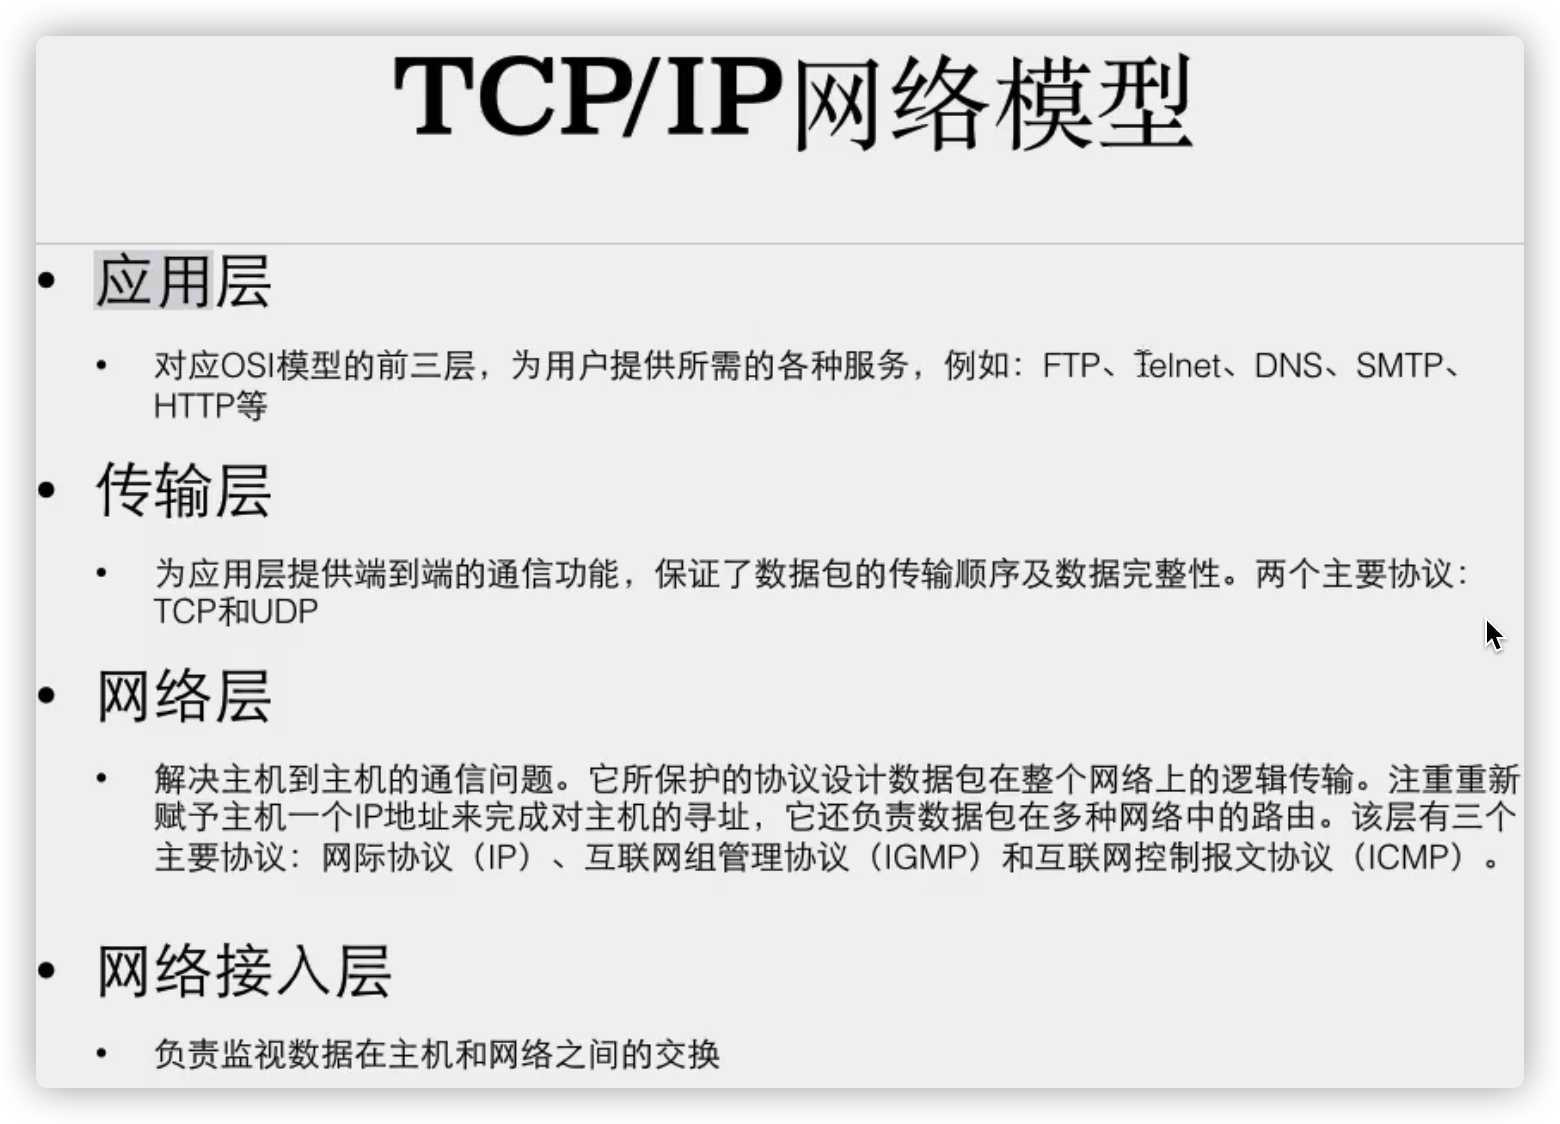 TCP/IP网络模型
• 应用层
• 对应OSI模型的前三层，为用户提供所需的各种服务，例如：FTP、Telnet、DNS、SMTP、
HTTP等
• 传输层
• 为应用层提供端到端的通信功能，保证了数据包的传输顺序及数据完整性。两个主要协议：
TCP和UDP
• 网络层
• 解决主机到主机的通信问题。它所保护的协议设计数据包在整个网络上的逻辑传输。注重重新
赋予主机一个IP地址来完成对主机的寻址，它还负责数据包在多种网络中的路由。该层有三个
主要协议：网际协议（IP）、互联网组管理协议（IGMP）和互联网控制报文协议（ICMP）。
• 网络接入层
• 负责监视数据在主机和网络之间的交换